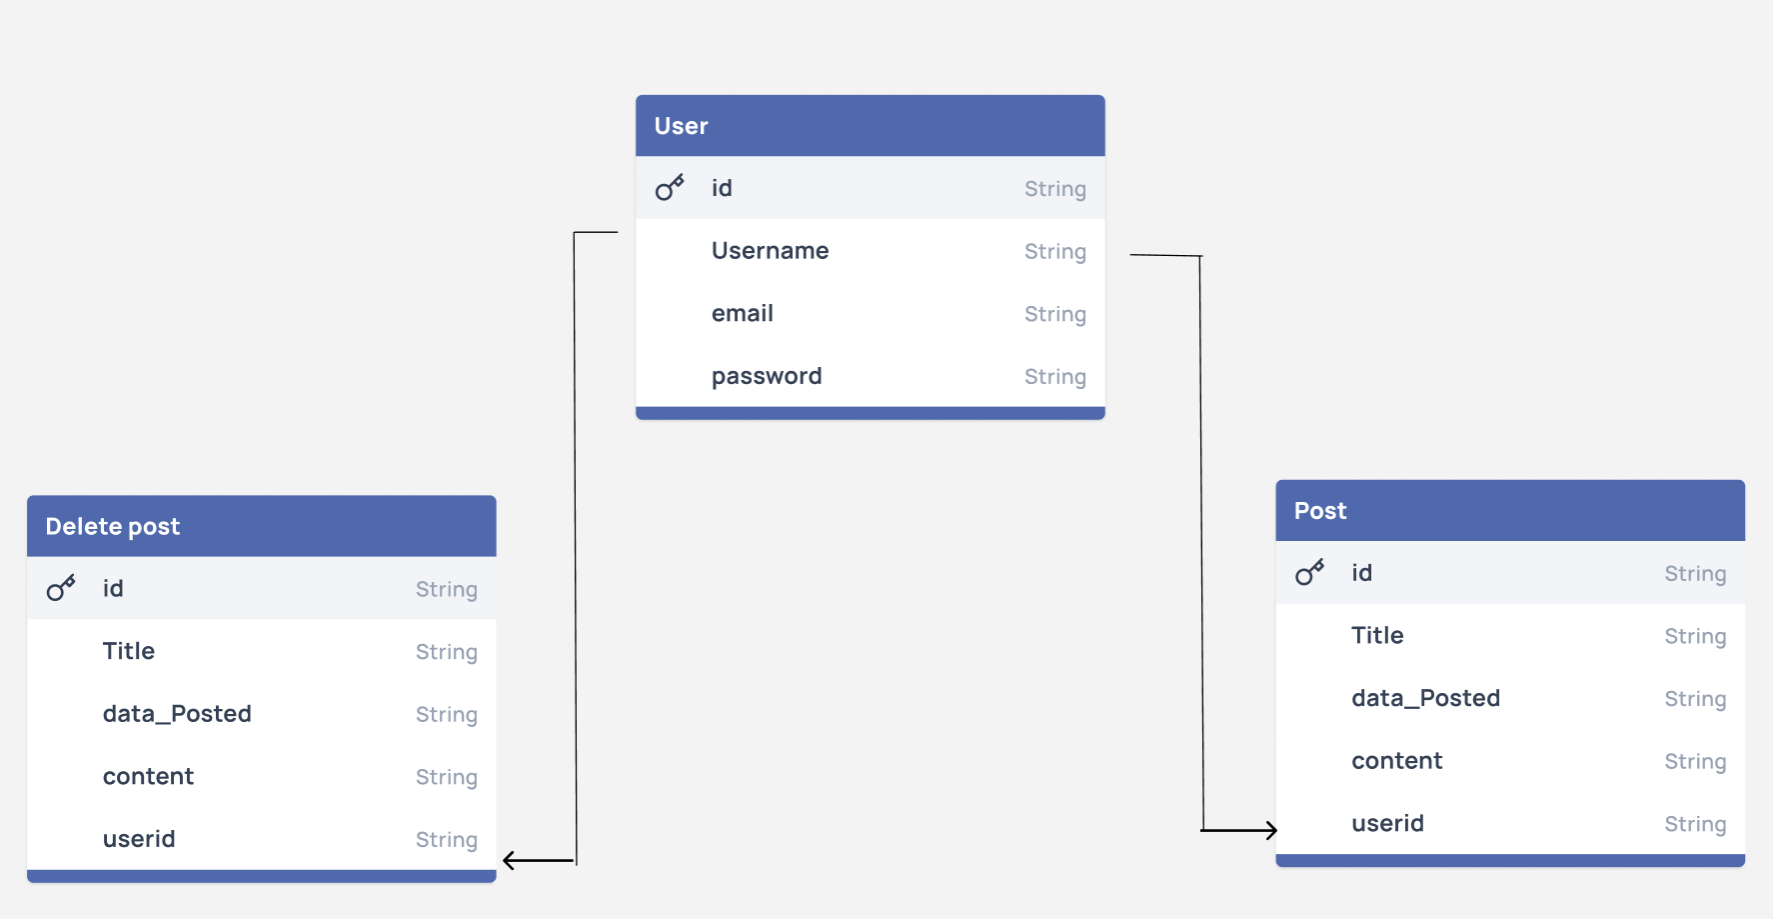 User
id String
Username String
email String
password String
Delete post
id String
Title String
data_Posted String
content String
userid String
Post
id String
Title String
data_Posted String
content String
userid String